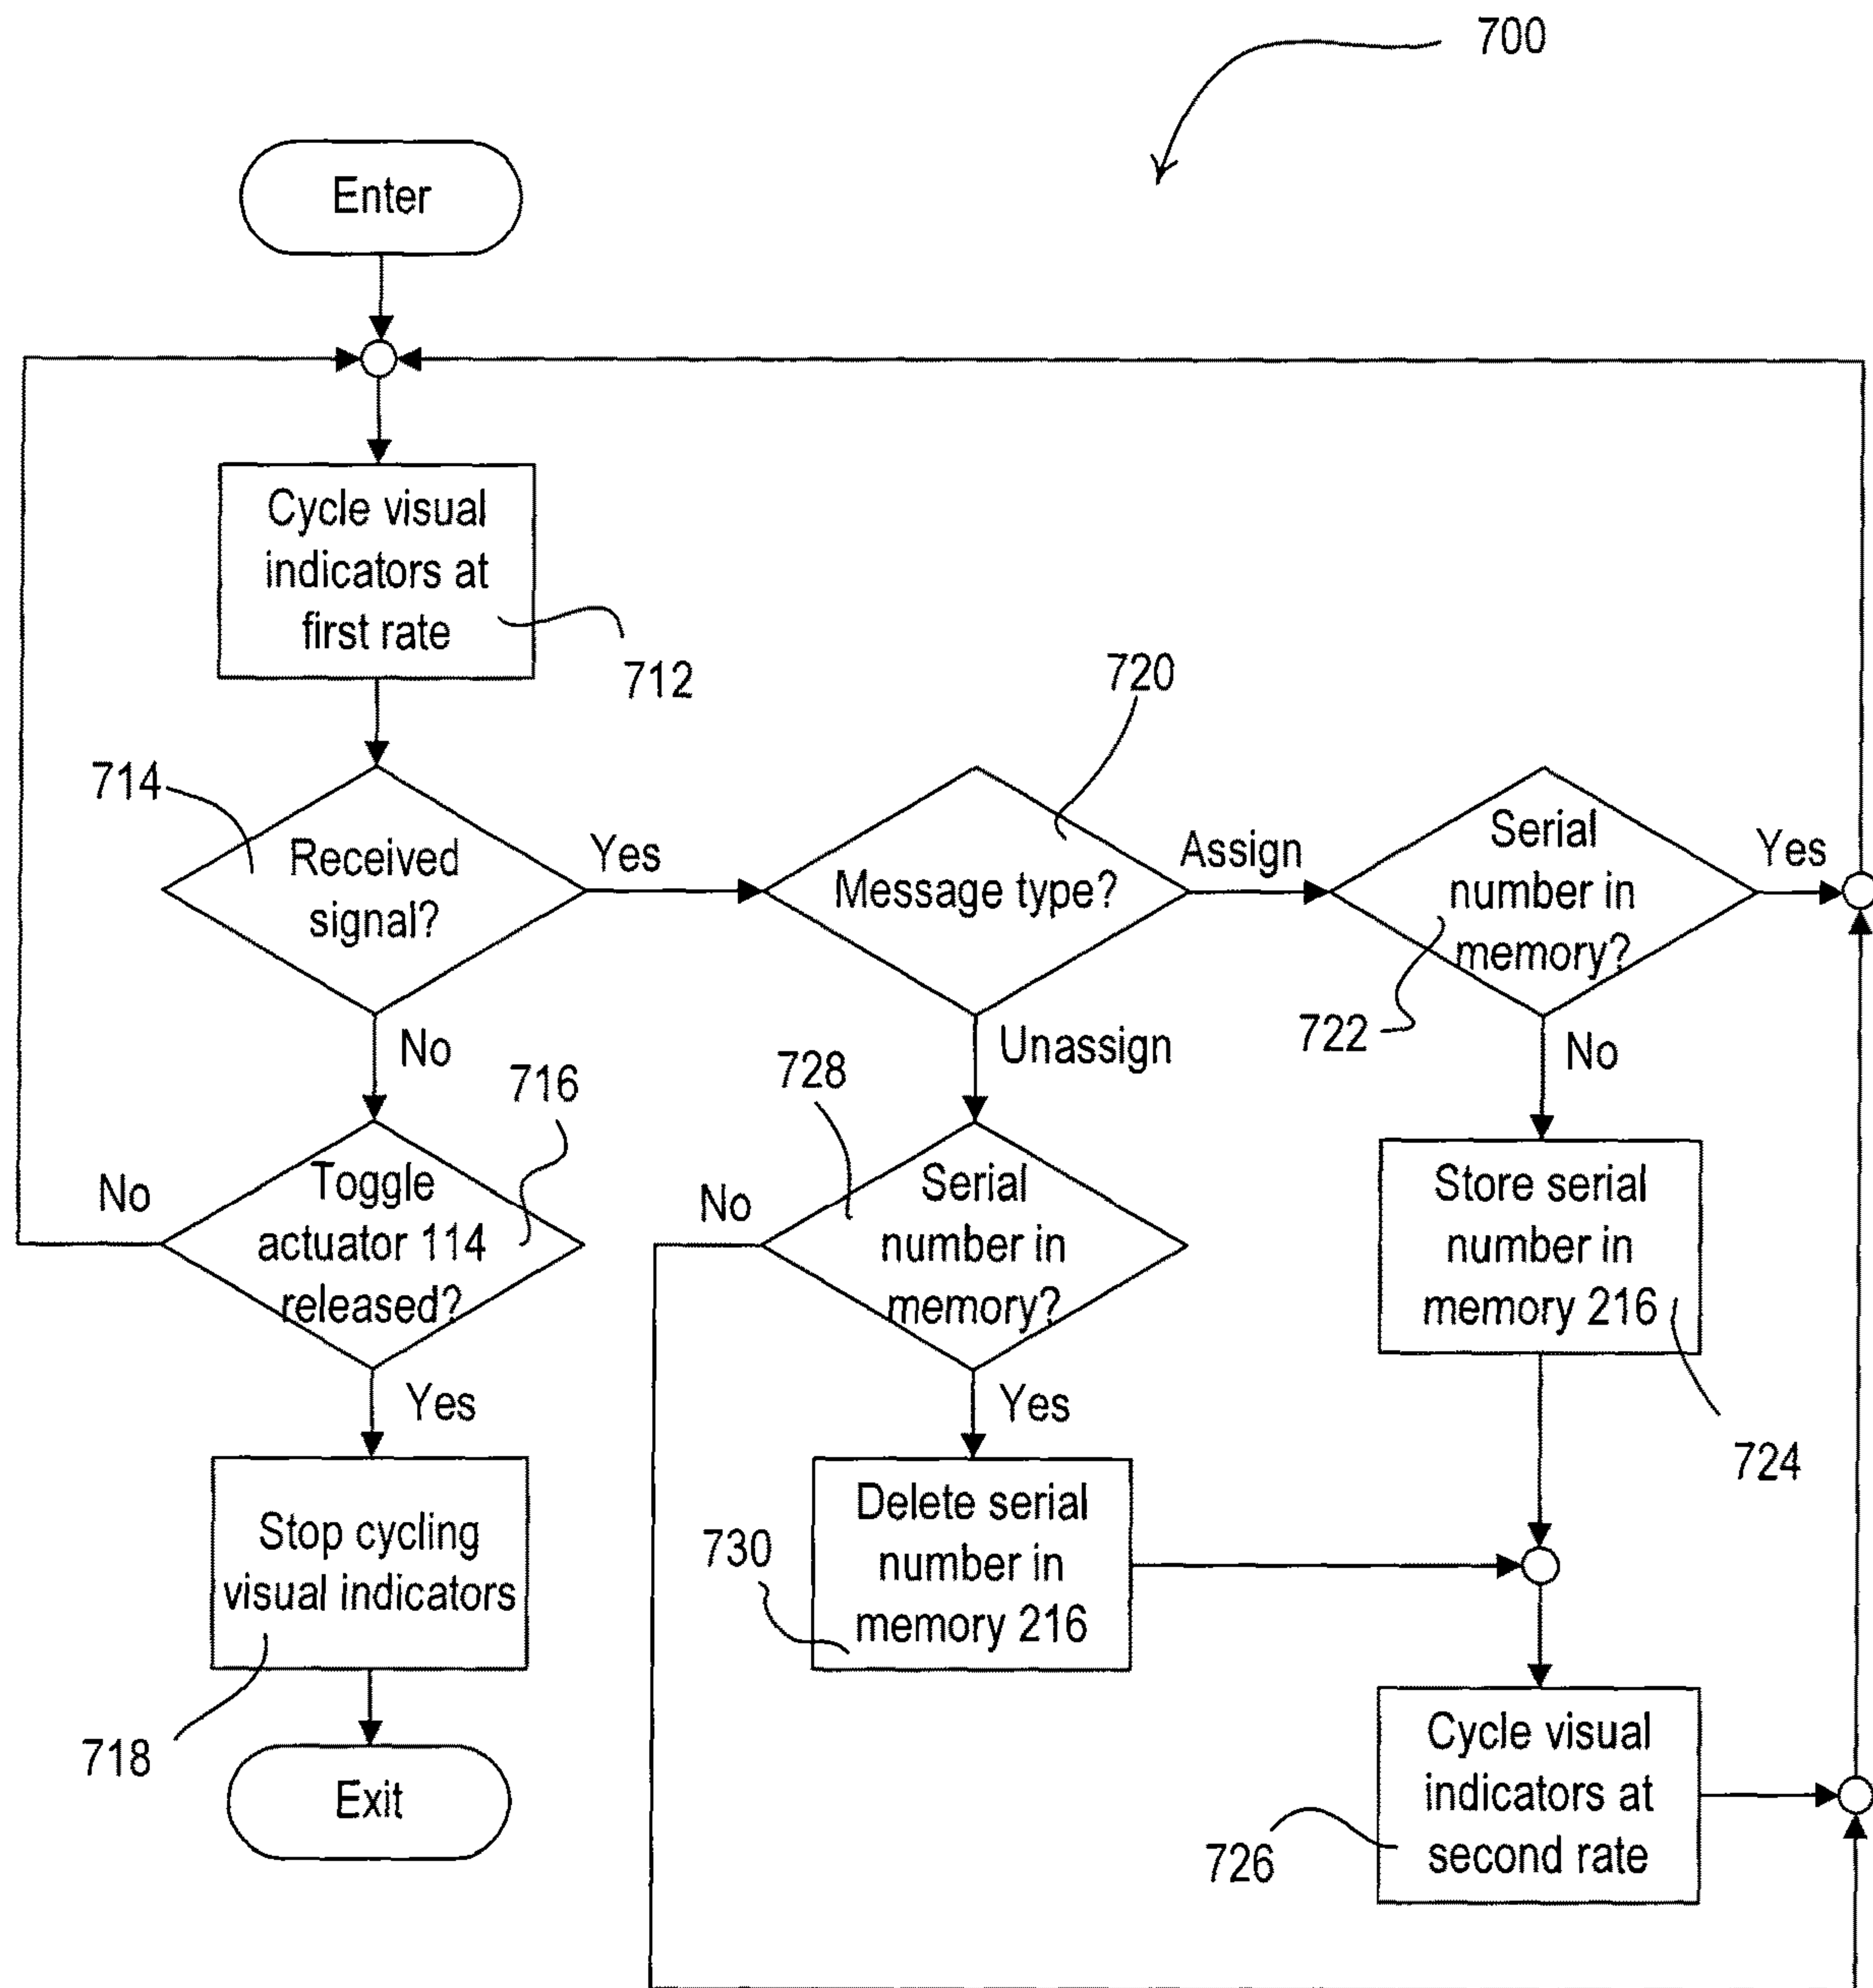 700
Enter
Cycle visual
indicators at
first rate
712
714
Received
signal?
Yes
No
720
Message type?
Assign
Unassign
Serial
number in
memory?
722
Yes
No
716
Toggle
actuator 114
released?
No
Yes
728
Serial
number in
memory?
No
Yes
Store serial
number in
memory 216
724
Stop cycling
visual indicators
718
Delete serial
number in
memory 216
730
Cycle visual
indicators at
second rate
726
Exit